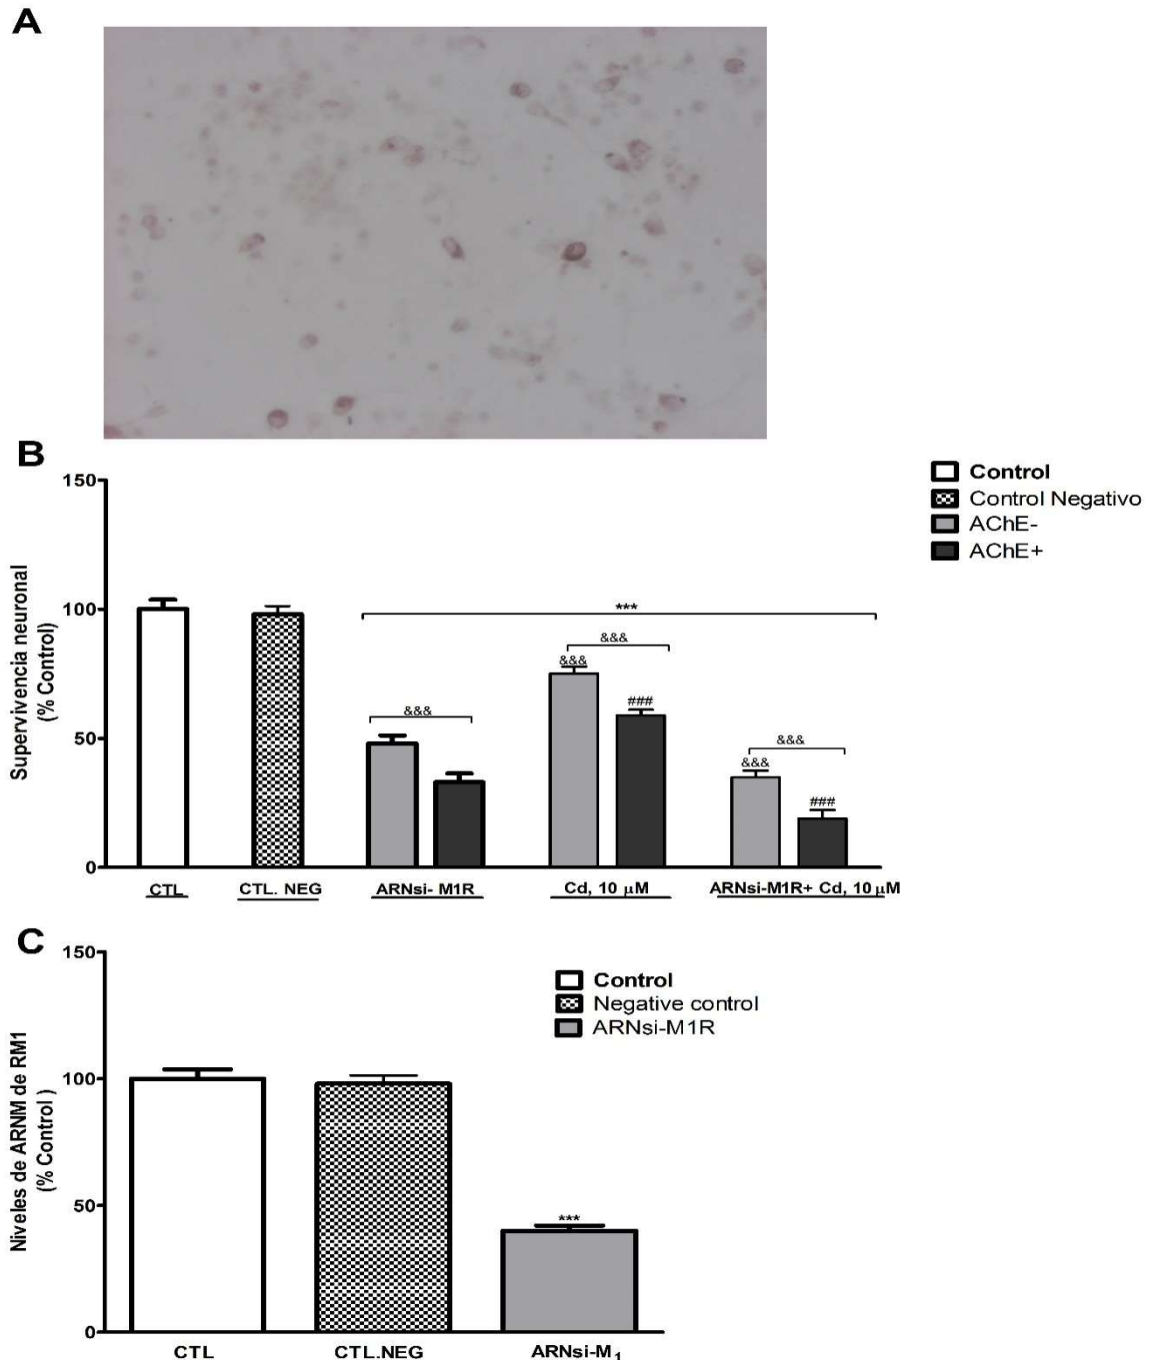 A
B
150
100
50
0
Supervivencia neuronal
(% Control)
Control
Control Negativo
AChE-
AChE+
***
&&&
&&&
###
&&&
&&&
&&&
###
CTL
CTL. NEG
ARNsi- M1R
Cd, 10 µM
ARNsi-M1R+ Cd, 10 µM
C
150
100
50
0
Niveles de ARNM de RM1
(% Control )
Control
Negative control
ARNsi-M1R
***
CTL
CTL.NEG
ARNsi-M1